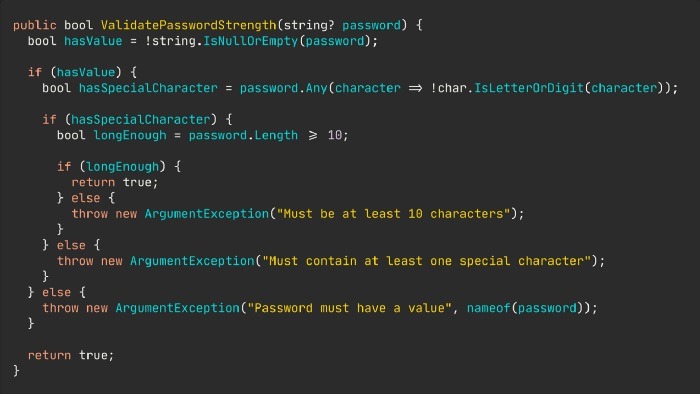 public bool ValidatePasswordStrength(string? password) {
bool hasValue = !string.IsNullOrEmpty(password);
if (hasValue) {
bool hasSpecialCharacter = password.Any(character => !char.IsLetterOrDigit(character));
if (hasSpecialCharacter) {
bool longEnough = password.Length >= 10;
if (longEnough) {
return true;
} else {
throw new ArgumentException("Must be at least 10 characters");
}
} else {
throw new ArgumentException("Must contain at least one special character");
}
} else {
throw new ArgumentException("Password must have a value", nameof(password));
}
return true;
}